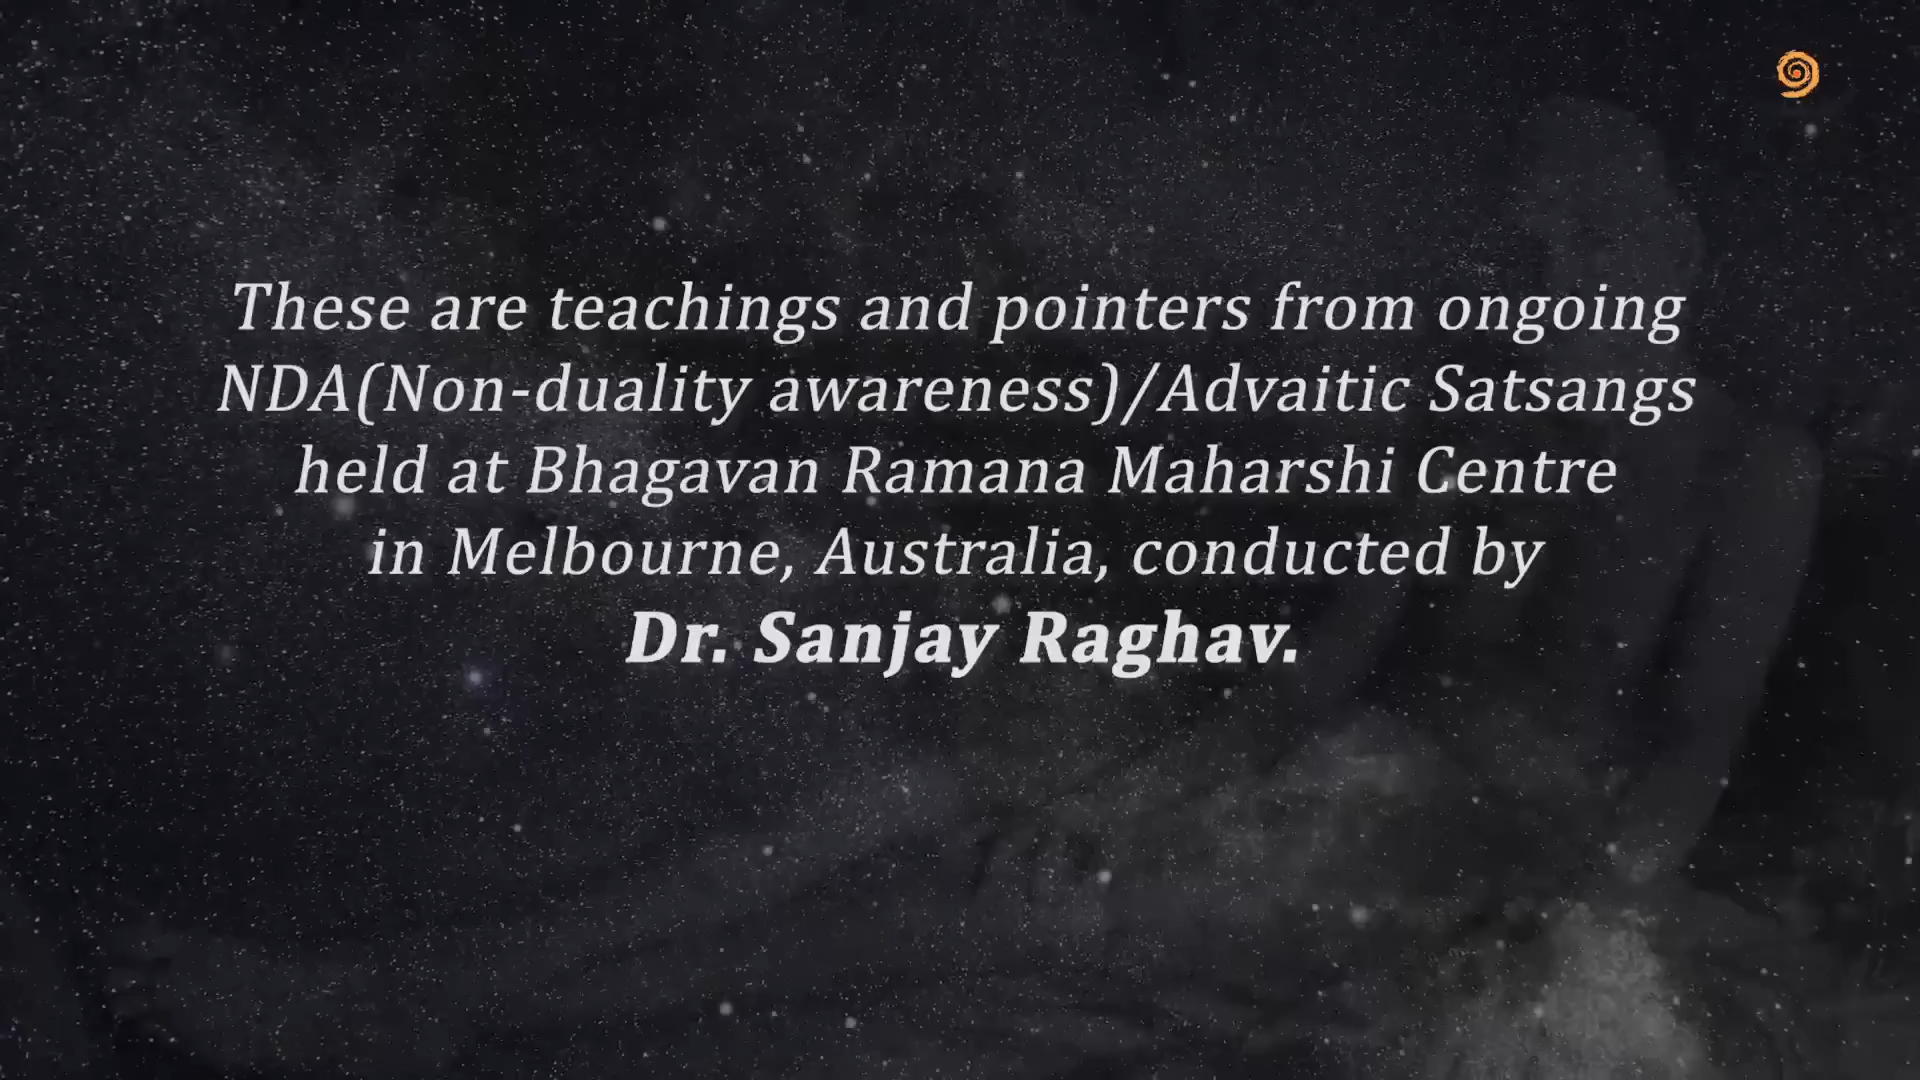 These are teachings and pointers from ongoing
NDA(Non-duality awareness)/Advaitic Satsangs
held at Bhagavan Ramana Maharshi Centre
in Melbourne, Australia, conducted by
Dr. Sanjay Raghav.